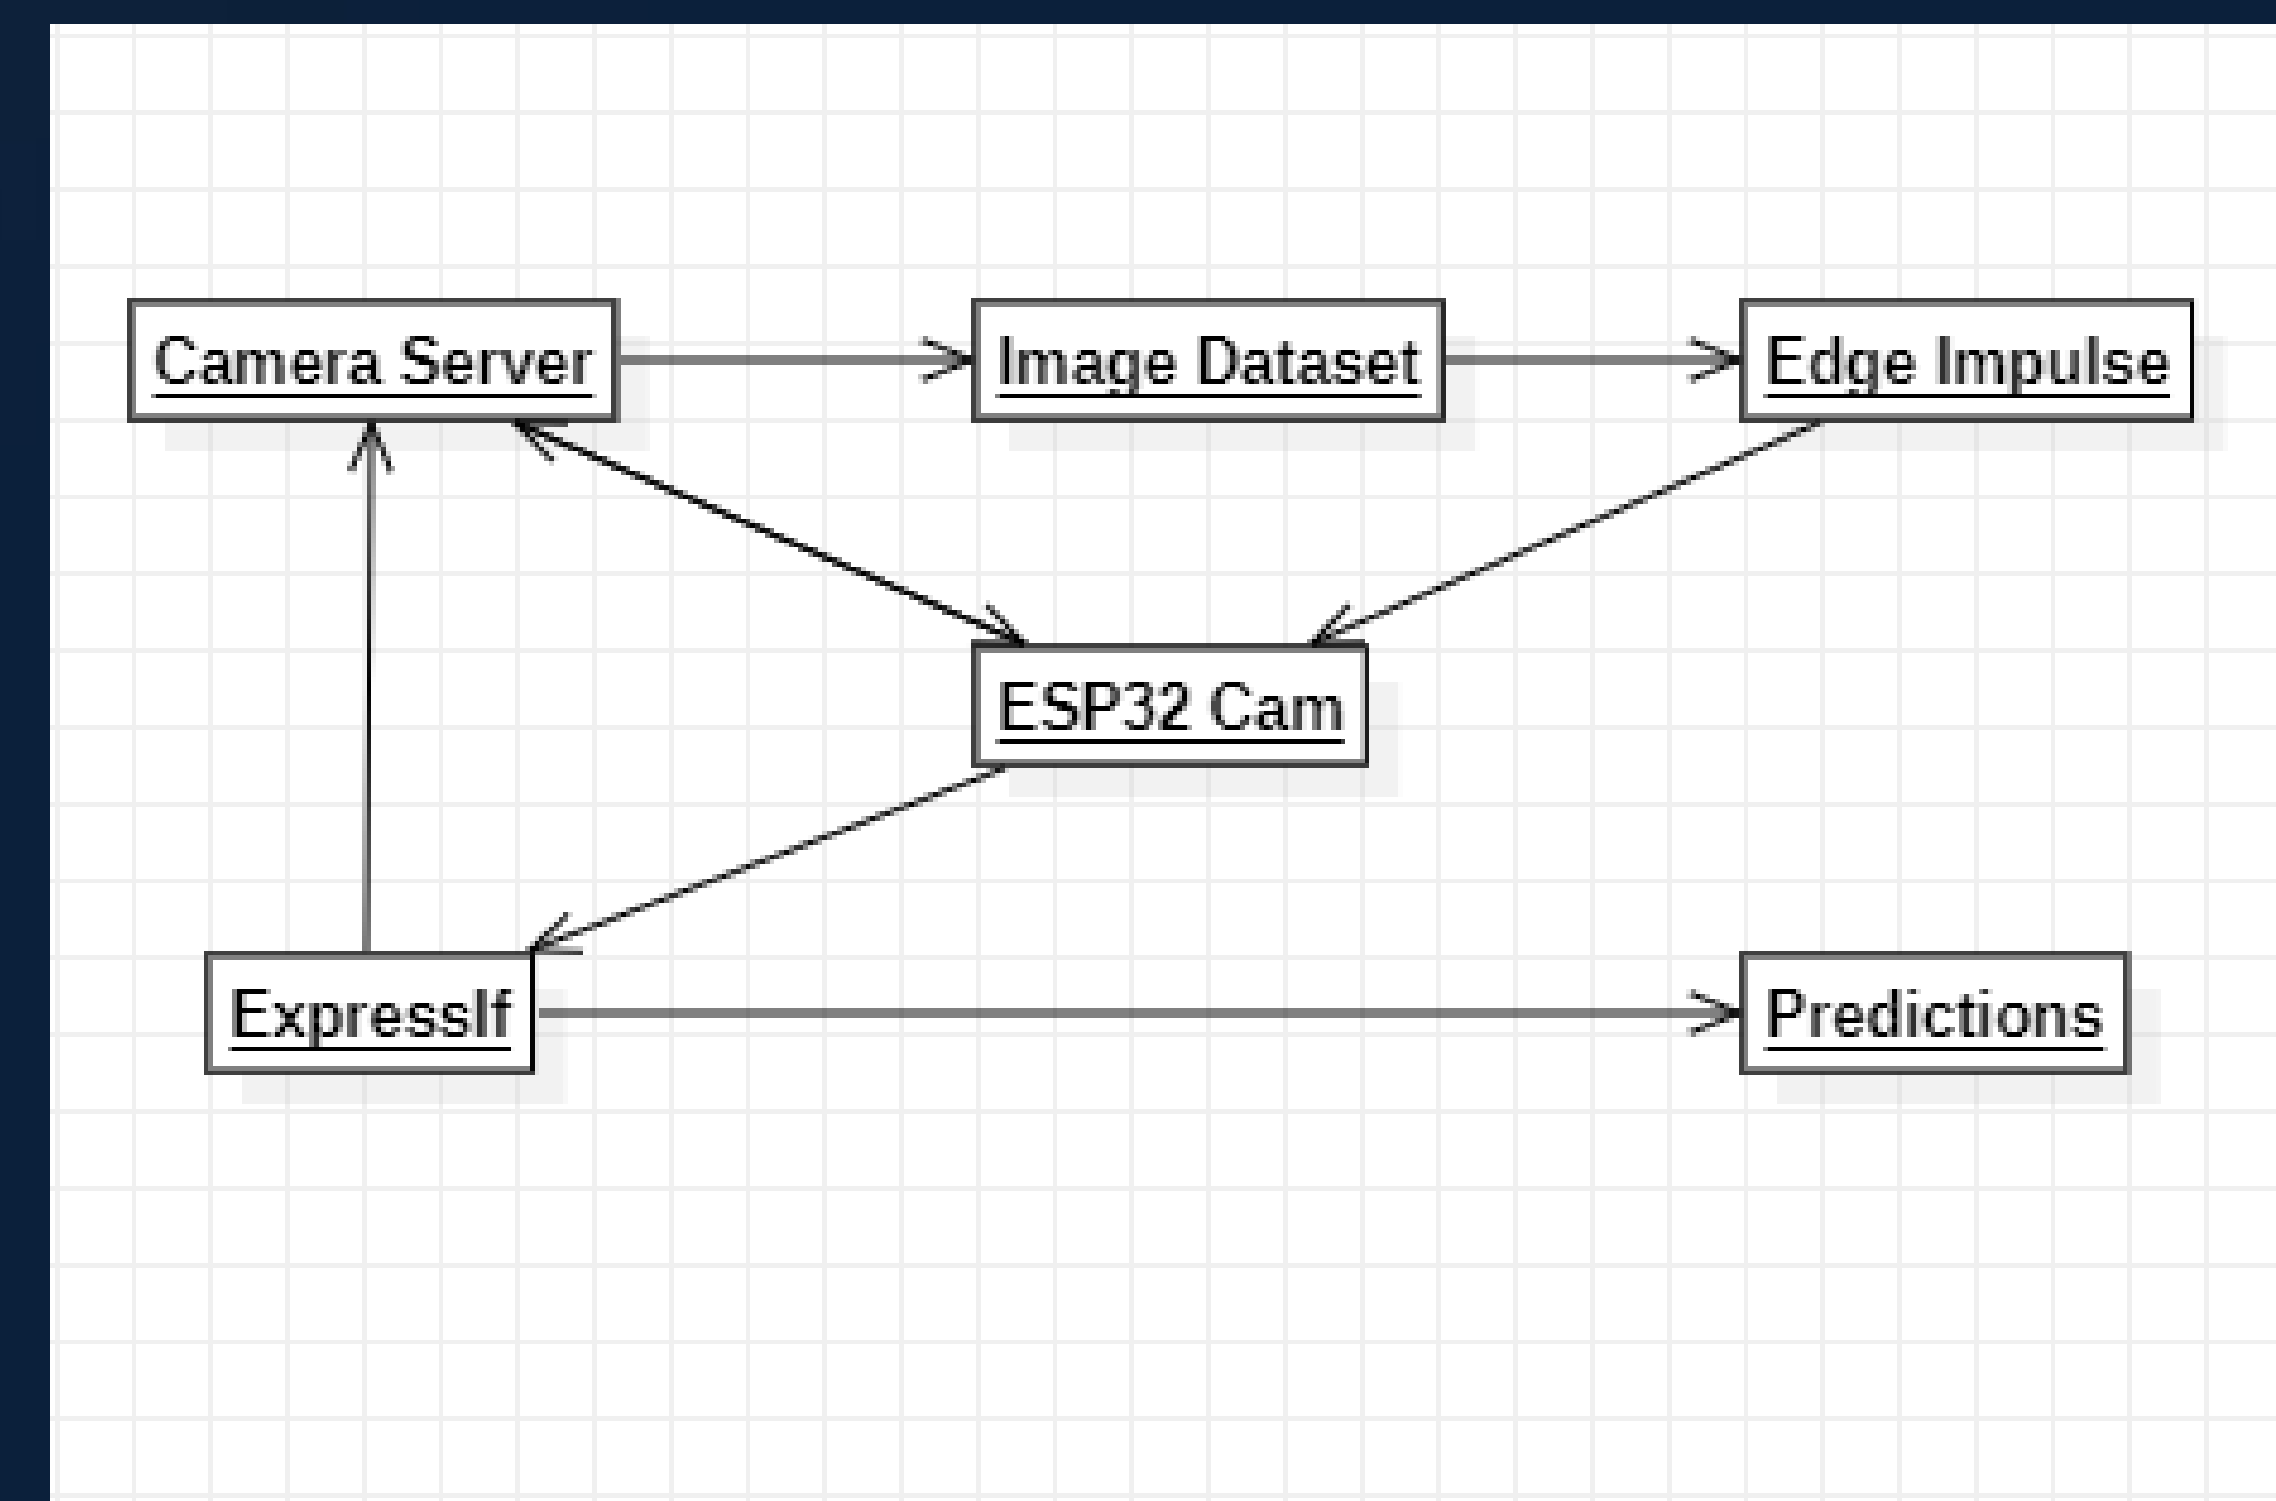 Camera Server
Image Dataset
Edge Impulse
ESP32 Cam
ExpressIf
Predictions